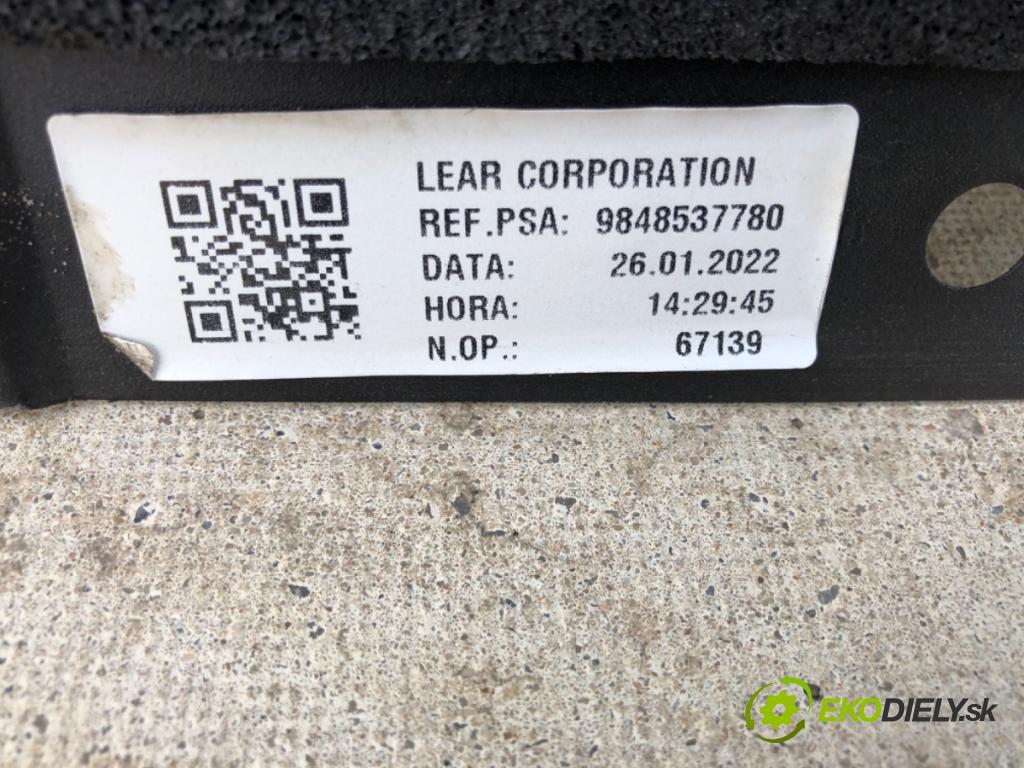 LEAR CORPORATION
REF.PSA: 9848537780
DATA: 26.01.2022
HORA: 14:29:45
N.OP.: 67139
EKODIELY.sk